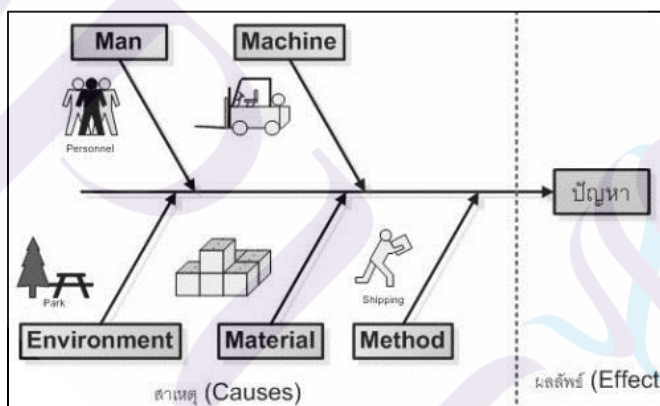 Man
Machine
Personnel
ปัญหา
Park
Shipping
Environment
Material
Method
สาเหตุ (Causes)
ผลลัพธ์ (Effect